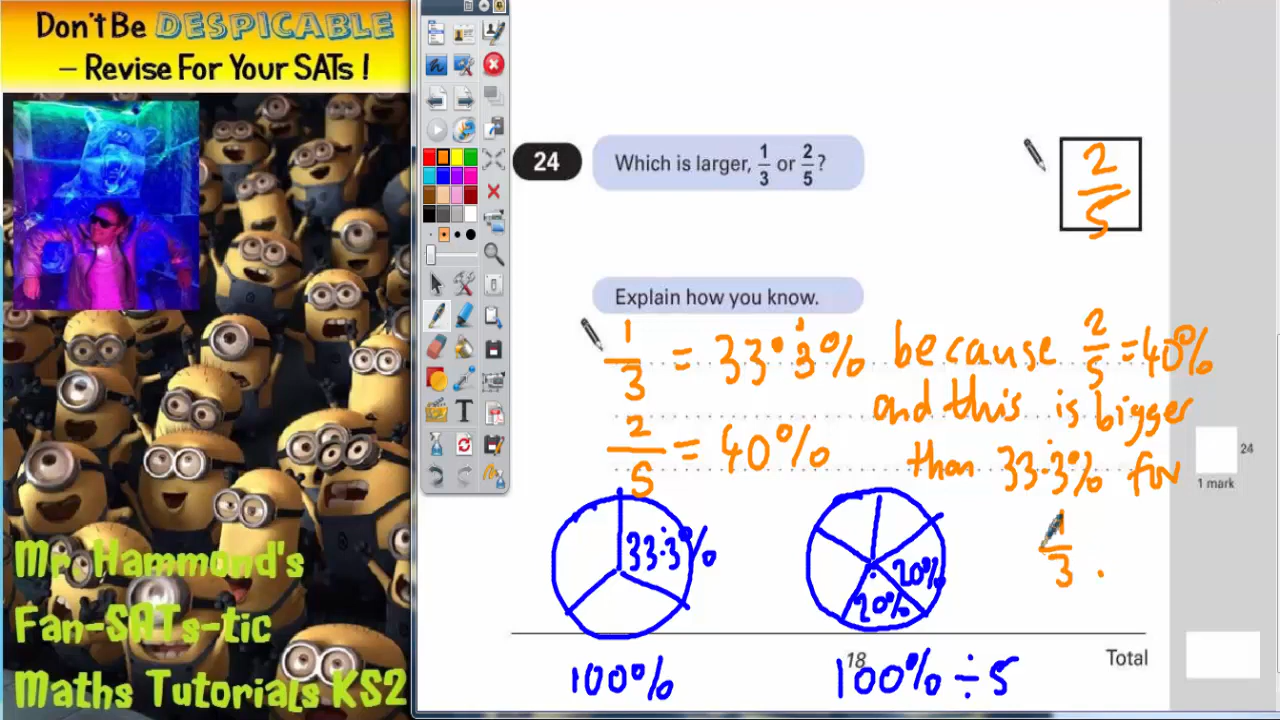 Don't Be DESPICABLE
– Revise For Your SATs !
Mr Hammond's
Fan-SATs-tic
Maths Tutorials KS2
24
Which is larger, 1/3 or 2/5?
2/5
Explain how you know.
1/3 = 33.3̇% because 2/5 = 40%
and this is bigger
2/5 = 40% than 33.3̇% for
1/3 .
24
1 mark
33.3̇%
20%
20%
100%
100% ÷ 5
18
Total
T